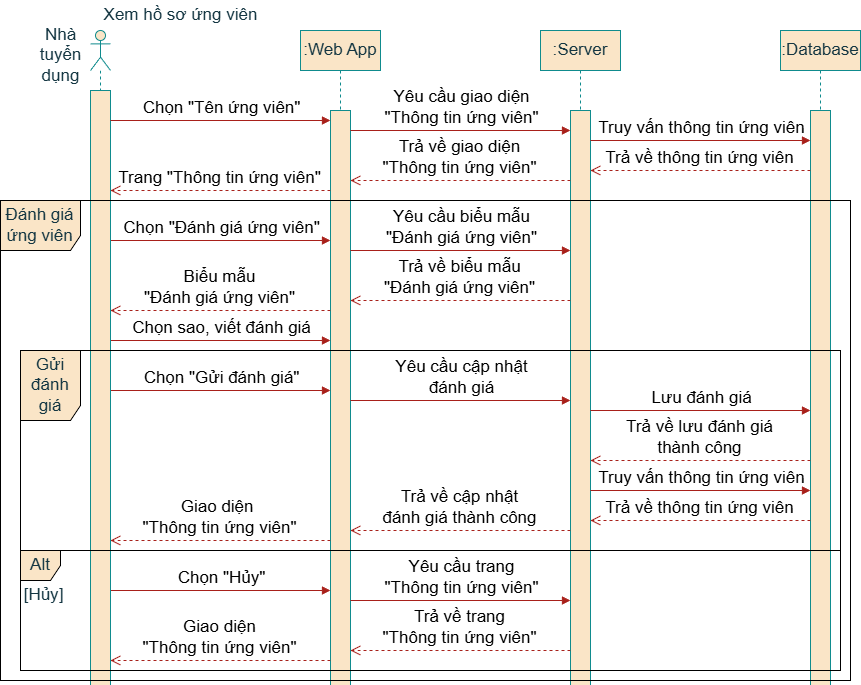 Xem hồ sơ ứng viên
Nhà
tuyển
dụng
:Web App
:Server
:Database
Chọn "Tên ứng viên"
Yêu cầu giao diện
"Thông tin ứng viên"
Truy vấn thông tin ứng viên
Trả về thông tin ứng viên
Trả về giao diện
"Thông tin ứng viên"
Trang "Thông tin ứng viên"
Đánh giá
ứng viên
Chọn "Đánh giá ứng viên"
Yêu cầu biểu mẫu
"Đánh giá ứng viên"
Trả về biểu mẫu
"Đánh giá ứng viên"
Biểu mẫu
"Đánh giá ứng viên"
Chọn sao, viết đánh giá
Gửi
đánh
giá
Chọn "Gửi đánh giá"
Yêu cầu cập nhật
đánh giá
Lưu đánh giá
Trả về lưu đánh giá
thành công
Truy vấn thông tin ứng viên
Trả về thông tin ứng viên
Trả về cập nhật
đánh giá thành công
Giao diện
"Thông tin ứng viên"
Alt
[Hủy]
Chọn "Hủy"
Yêu cầu trang
"Thông tin ứng viên"
Trả về trang
"Thông tin ứng viên"
Giao diện
"Thông tin ứng viên"